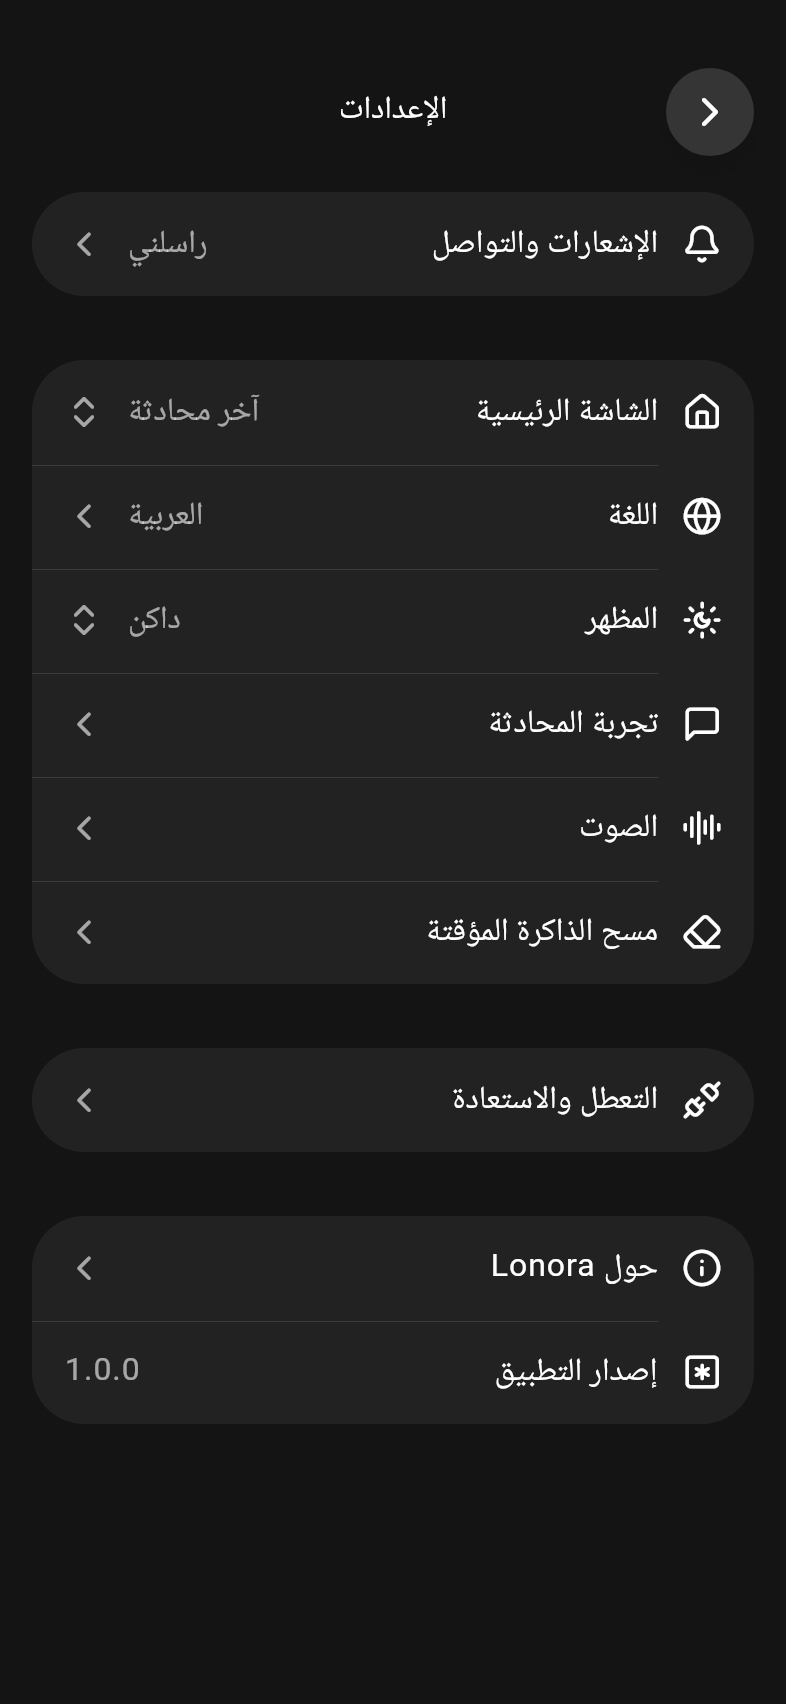 الإعدادات
الإشعارات والتواصل راسلني
الشاشة الرئيسية آخر محادثة
اللغة العربية
المظهر داكن
تجربة المحادثة
الصوت
مسح الذاكرة المؤقتة
التعطل والاستعادة
حول Lonora
إصدار التطبيق 1.0.0